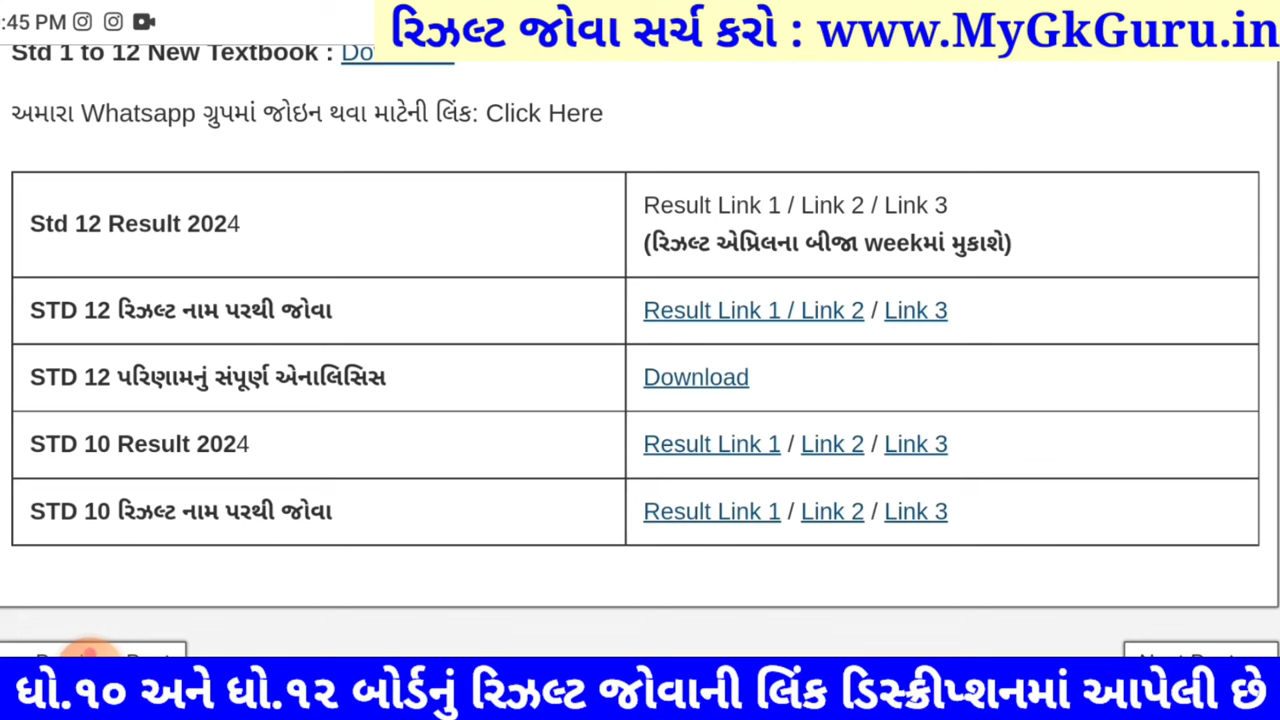 :45 PM
રિઝલ્ટ જોવા સર્ચ કરો : www.MyGkGuru.in
Std 1 to 12 New Textbook :
અમારા Whatsapp ગ્રુપમાં જોઇન થવા માટેની લિંક: Click Here
Std 12 Result 2024
Result Link 1 / Link 2 / Link 3
(રિઝલ્ટ એપ્રિલના બીજા weekમાં મુકાશે)
STD 12 રિઝલ્ટ નામ પરથી જોવા
Result Link 1 / Link 2 / Link 3
STD 12 પરિણામનું સંપૂર્ણ એનાલિસિસ
Download
STD 10 Result 2024
Result Link 1 / Link 2 / Link 3
STD 10 રિઝલ્ટ નામ પરથી જોવા
Result Link 1 / Link 2 / Link 3
ધો.૧૦ અને ધો.૧૨ બોર્ડનું રિઝલ્ટ જોવાની લિંક ડિસ્ક્રીપ્શનમાં આપેલી છે